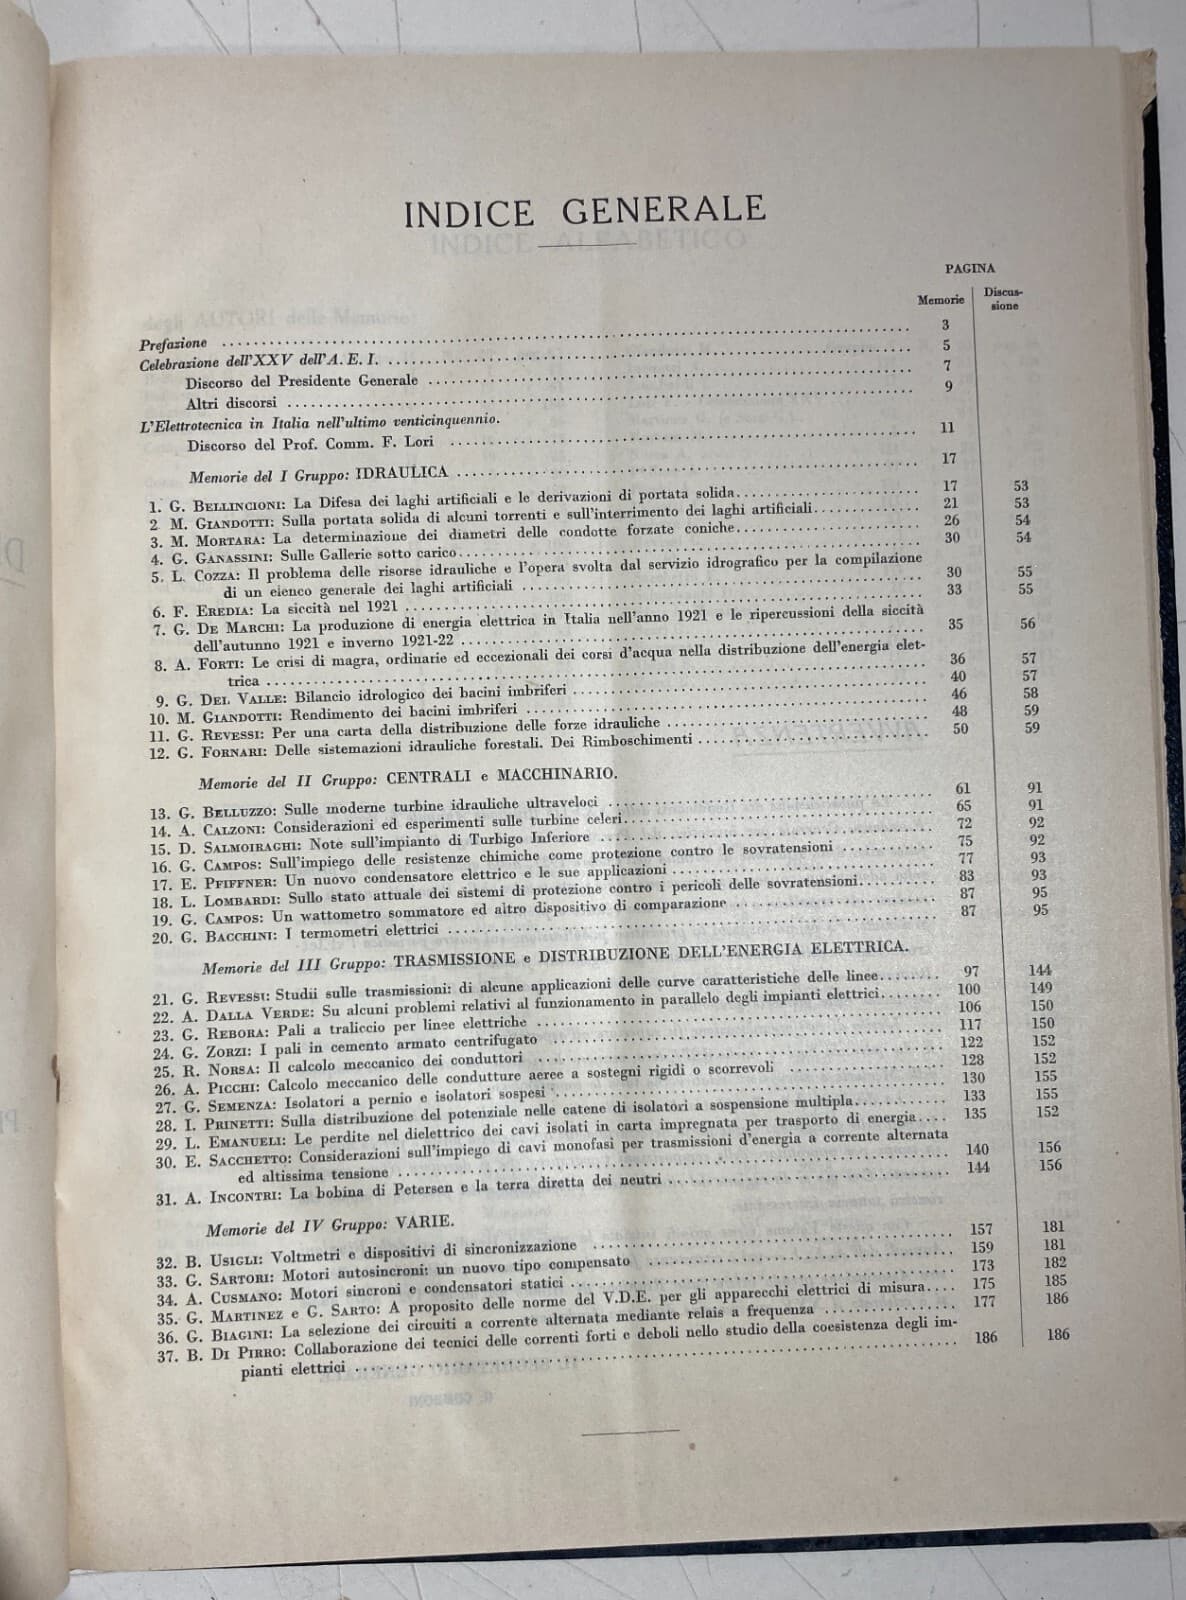 INDICE GENERALE
PAGINA
Memorie
Discus-
sione
Prefazione .......... 3
Celebrazione dell'XXV dell'A. E. I. .......... 5
Discorso del Presidente Generale .......... 7
Altri discorsi .......... 9
L'Elettrotecnica in Italia nell'ultimo venticinquennio.
Discorso del Prof. Comm. F. Lori .......... 11
Memorie del I Gruppo: IDRAULICA .......... 17
1. G. BELLINCIONI: La Difesa dei laghi artificiali e le derivazioni di portata solida .......... 17 53
2 M. GIANDOTTI: Sulla portata solida di alcuni torrenti e sull'interrimento dei laghi artificiali .......... 21 53
3. M. MORTARA: La determinazione dei diametri delle condotte forzate coniche .......... 26 54
4. G. GANASSINI: Sulle Gallerie sotto carico .......... 30 54
5. L. COZZA: Il problema delle risorse idrauliche e l'opera svolta dal servizio idrografico per la compilazione
di un elenco generale dei laghi artificiali .......... 30 55
6. F. EREDIA: La siccità nel 1921 .......... 33 55
7. G. DE MARCHI: La produzione di energia elettrica in Italia nell'anno 1921 e le ripercussioni della siccità
dell'autunno 1921 e inverno 1921-22 .......... 35 56
8. A. FORTI: Le crisi di magra, ordinarie ed eccezionali dei corsi d'acqua nella distribuzione dell'energia elet-
trica .......... 36 57
9. G. DEL VALLE: Bilancio idrologico dei bacini imbriferi .......... 40 57
10. M. GIANDOTTI: Rendimento dei bacini imbriferi .......... 46 58
11. G. REVESSI: Per una carta della distribuzione delle forze idrauliche .......... 48 59
12. G. FORNARI: Delle sistemazioni idrauliche forestali. Dei Rimboschimenti .......... 50 59
Memorie del II Gruppo: CENTRALI e MACCHINARIO.
13. G. BELLUZZO: Sulle moderne turbine idrauliche ultraveloci .......... 61 91
14. A. CALZONI: Considerazioni ed esperimenti sulle turbine celeri .......... 65 91
15. D. SALMOIRAGHI: Note sull'impianto di Turbigo Inferiore .......... 72 92
16. G. CAMPOS: Sull'impiego delle resistenze chimiche come protezione contro le sovratensioni .......... 75 92
17. E. PFIFFNER: Un nuovo condensatore elettrico e le sue applicazioni .......... 77 93
18. L. LOMBARDI: Sullo stato attuale dei sistemi di protezione contro i pericoli delle sovratensioni .......... 83 93
19. G. CAMPOS: Un wattometro sommatore ed altro dispositivo di comparazione .......... 87 95
20. G. BACCHINI: I termometri elettrici .......... 87 95
Memorie del III Gruppo: TRASMISSIONE e DISTRIBUZIONE DELL'ENERGIA ELETTRICA.
21. G. REVESSI: Studii sulle trasmissioni: di alcune applicazioni delle curve caratteristiche delle linee .......... 97 144
22. A. DALLA VERDE: Su alcuni problemi relativi al funzionamento in parallelo degli impianti elettrici .......... 100 149
23. G. REBORA: Pali a traliccio per linee elettriche .......... 106 150
24. G. ZORZI: I pali in cemento armato centrifugato .......... 117 150
25. R. NORSA: Il calcolo meccanico dei conduttori .......... 122 152
26. A. PICCHI: Calcolo meccanico delle condutture aeree a sostegni rigidi o scorrevoli .......... 128 152
27. G. SEMENZA: Isolatori a pernio e isolatori sospesi .......... 130 155
28. I. PRINETTI: Sulla distribuzione del potenziale nelle catene di isolatori a sospensione multipla .......... 133 155
29. L. EMANUELI: Le perdite nel dielettrico dei cavi isolati in carta impregnata per trasporto di energia .......... 135 152
30. E. SACCHETTO: Considerazioni sull'impiego di cavi monofasi per trasmissioni d'energia a corrente alternata
ed altissima tensione .......... 140 156
31. A. INCONTRI: La bobina di Petersen e la terra diretta dei neutri .......... 144 156
Memorie del IV Gruppo: VARIE.
32. B. USIGLI: Voltmetri e dispositivi di sincronizzazione .......... 157 181
33. G. SARTORI: Motori autosincroni: un nuovo tipo compensato .......... 159 181
34. A. CUSMANO: Motori sincroni e condensatori statici .......... 173 182
35. G. MARTINEZ e G. SARTO: A proposito delle norme del V.D.E. per gli apparecchi elettrici di misura .......... 175 185
36. G. BIAGINI: La selezione dei circuiti a corrente alternata mediante relais a frequenza .......... 177 186
37. B. DI PIRRO: Collaborazione dei tecnici delle correnti forti e deboli nello studio della coesistenza degli im-
pianti elettrici .......... 186 186